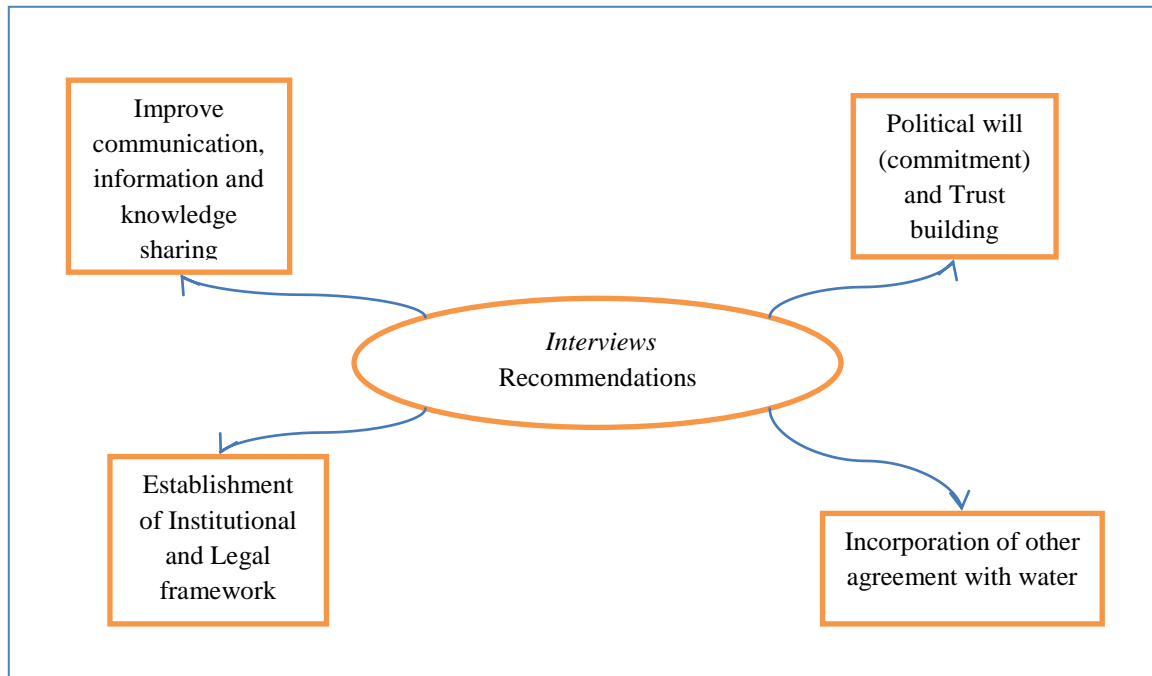 Improve
communication,
information and
knowledge
sharing
Political will
(commitment)
and Trust
building
Interviews
Recommendations
Establishment
of Institutional
and Legal
framework
Incorporation of other
agreement with water